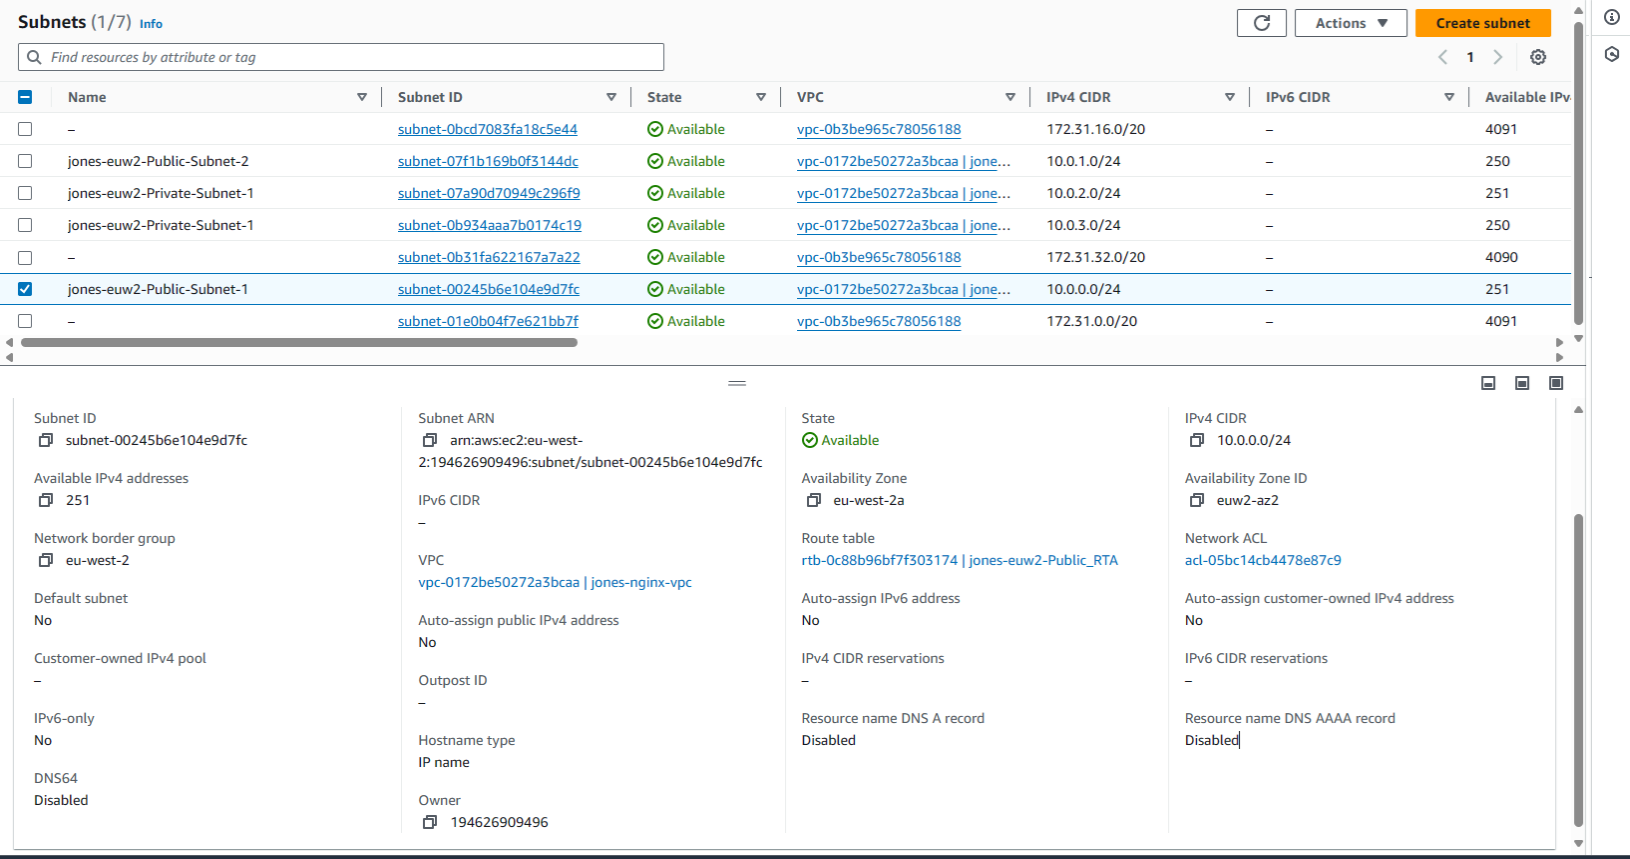 Subnets (1/7) Info
Actions Create subnet
Find resources by attribute or tag
1
Name Subnet ID State VPC IPv4 CIDR IPv6 CIDR Available IPv
– subnet-0bcd7083fa18c5e44 Available vpc-0b3be965c78056188 172.31.16.0/20 – 4091
jones-euw2-Public-Subnet-2 subnet-07f1b169b0f3144dc Available vpc-0172be50272a3bcaa | jone... 10.0.1.0/24 – 250
jones-euw2-Private-Subnet-1 subnet-07a90d70949c296f9 Available vpc-0172be50272a3bcaa | jone... 10.0.2.0/24 – 251
jones-euw2-Private-Subnet-1 subnet-0b934aaa7b0174c19 Available vpc-0172be50272a3bcaa | jone... 10.0.3.0/24 – 250
– subnet-0b31fa622167a7a22 Available vpc-0b3be965c78056188 172.31.32.0/20 – 4090
jones-euw2-Public-Subnet-1 subnet-00245b6e104e9d7fc Available vpc-0172be50272a3bcaa | jone... 10.0.0.0/24 – 251
– subnet-01e0b04f7e621bb7f Available vpc-0b3be965c78056188 172.31.0.0/20 – 4091
Subnet ID
subnet-00245b6e104e9d7fc
Available IPv4 addresses
251
Network border group
eu-west-2
Default subnet
No
Customer-owned IPv4 pool
–
IPv6-only
No
DNS64
Disabled
Subnet ARN
arn:aws:ec2:eu-west-
2:194626909496:subnet/subnet-00245b6e104e9d7fc
IPv6 CIDR
–
VPC
vpc-0172be50272a3bcaa | jones-nginx-vpc
Auto-assign public IPv4 address
No
Outpost ID
–
Hostname type
IP name
Owner
194626909496
State
Available
Availability Zone
eu-west-2a
Route table
rtb-0c88b96bf7f303174 | jones-euw2-Public_RTA
Auto-assign IPv6 address
No
IPv4 CIDR reservations
–
Resource name DNS A record
Disabled
IPv4 CIDR
10.0.0.0/24
Availability Zone ID
euw2-az2
Network ACL
acl-05bc14cb4478e87c9
Auto-assign customer-owned IPv4 address
No
IPv6 CIDR reservations
–
Resource name DNS AAAA record
Disabled